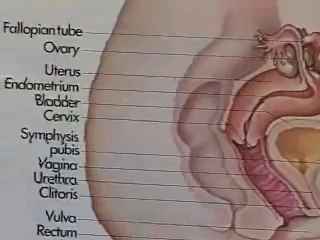 Fallopian tube
Ovary
Uterus
Endometrium
Bladder
Cervix
Symphysis
pubis
Vagina
Urethra
Clitoris
Vulva
Rectum